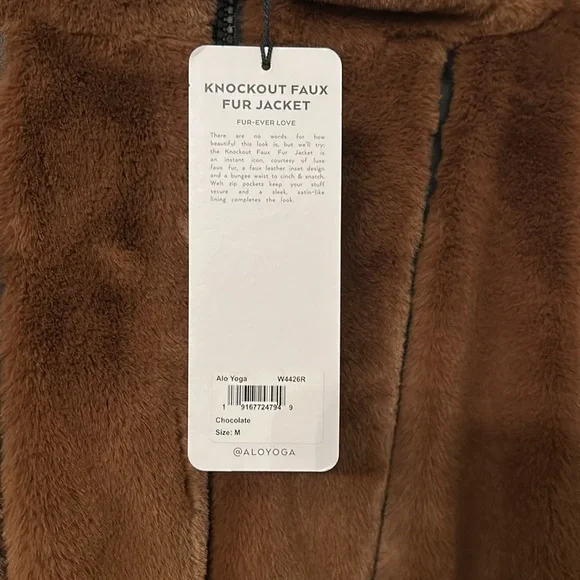 KNOCKOUT FAUX
FUR JACKET
FUR-EVER LOVE
There are no words for how
beautiful this look is, but we'll try:
the Knockout Faux Fur Jacket is
an instant icon, courtesy of luxe
faux fur, a faux leather inset design
and a bungee waist to cinch & snatch.
Welt zip pockets keep your stuff
secure and a sleek, satin-like
lining completes the look.
Alo Yoga W4426R
1 91677 24794 9
Chocolate
Size: M
@ALOYOGA